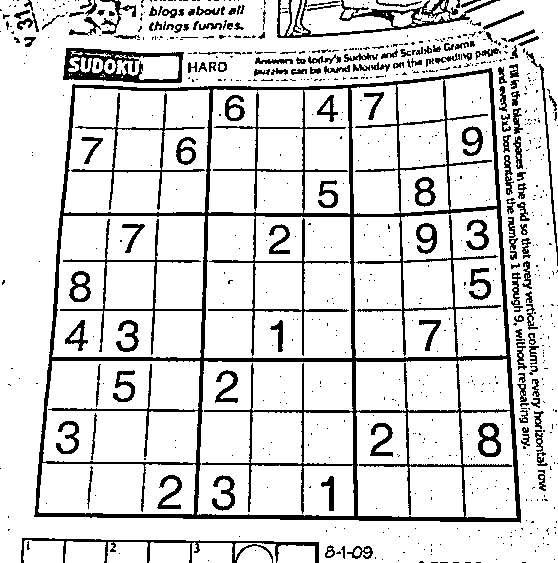 blogs about all
things funnies.
SUDOKU
HARD
Answers to today's Sudoku and Scrabble Grams
puzzles can be found Monday on the preceding page.
Fill in the blank spaces in the grid so that every vertical column, every horizontal row
and every 3x3 box contains the numbers 1 through 9, without repeating any.
6 4 7
7 6 9
5 8
7 2 9 3
8 5
4 3 1 7
5 2
3 2 8
2 3 1
1 2 3
8-1-09